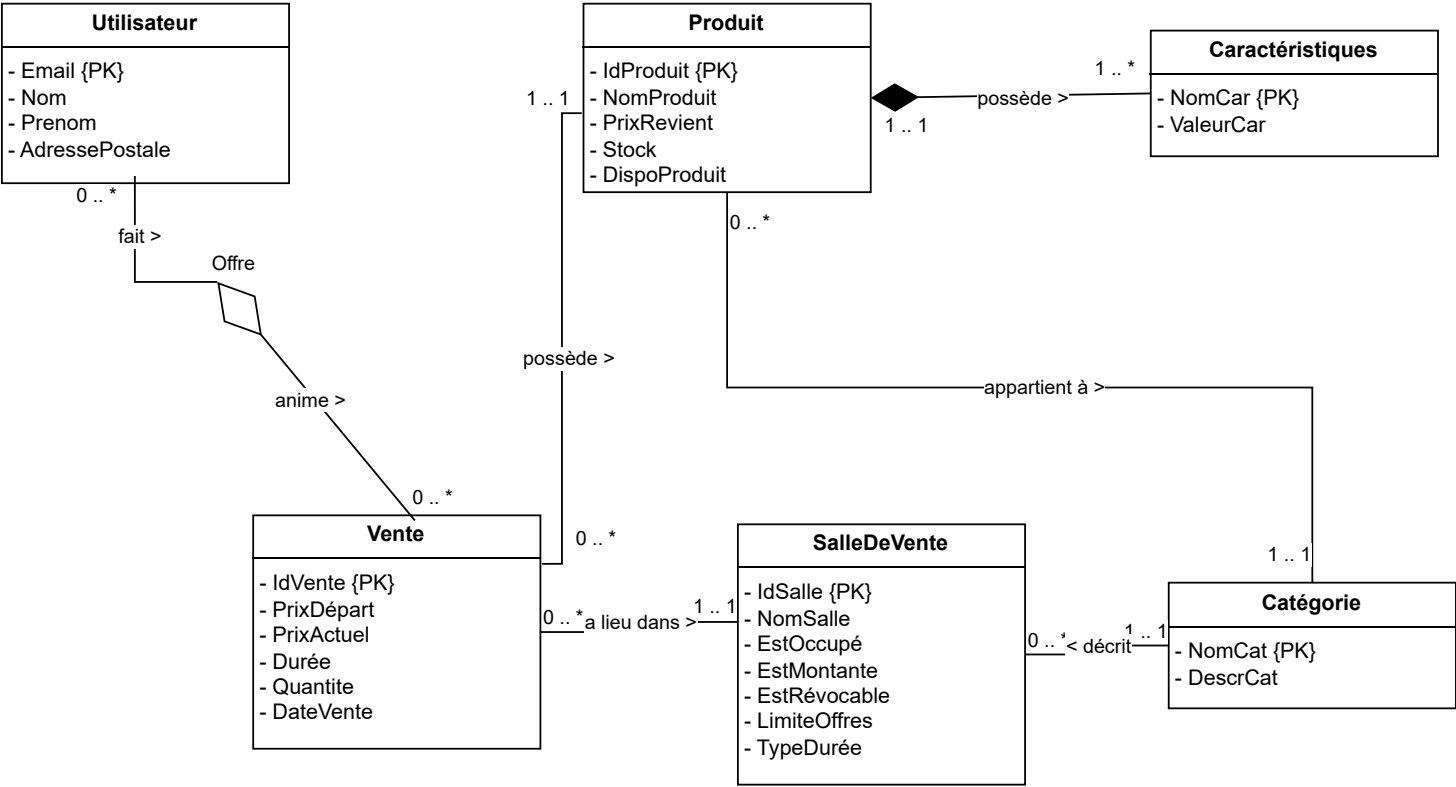 Utilisateur
- Email {PK}
- Nom
- Prenom
- AdressePostale
0 .. *
fait >
Offre
anime >
0 .. *
Produit
- IdProduit {PK}
- NomProduit
- PrixRevient
- Stock
- DispoProduit
1 .. 1
possède >
0 .. *
1 .. 1
possède >
1 .. *
Caractéristiques
- NomCar {PK}
- ValeurCar
0 .. *
appartient à >
1 .. 1
Vente
- IdVente {PK}
- PrixDépart
- PrixActuel
- Durée
- Quantite
- DateVente
0 .. *
a lieu dans >
1 .. 1
SalleDeVente
- IdSalle {PK}
- NomSalle
- EstOccupé
- EstMontante
- EstRévocable
- LimiteOffres
- TypeDurée
0 .. *
< décrit
1 .. 1
Catégorie
- NomCat {PK}
- DescrCat